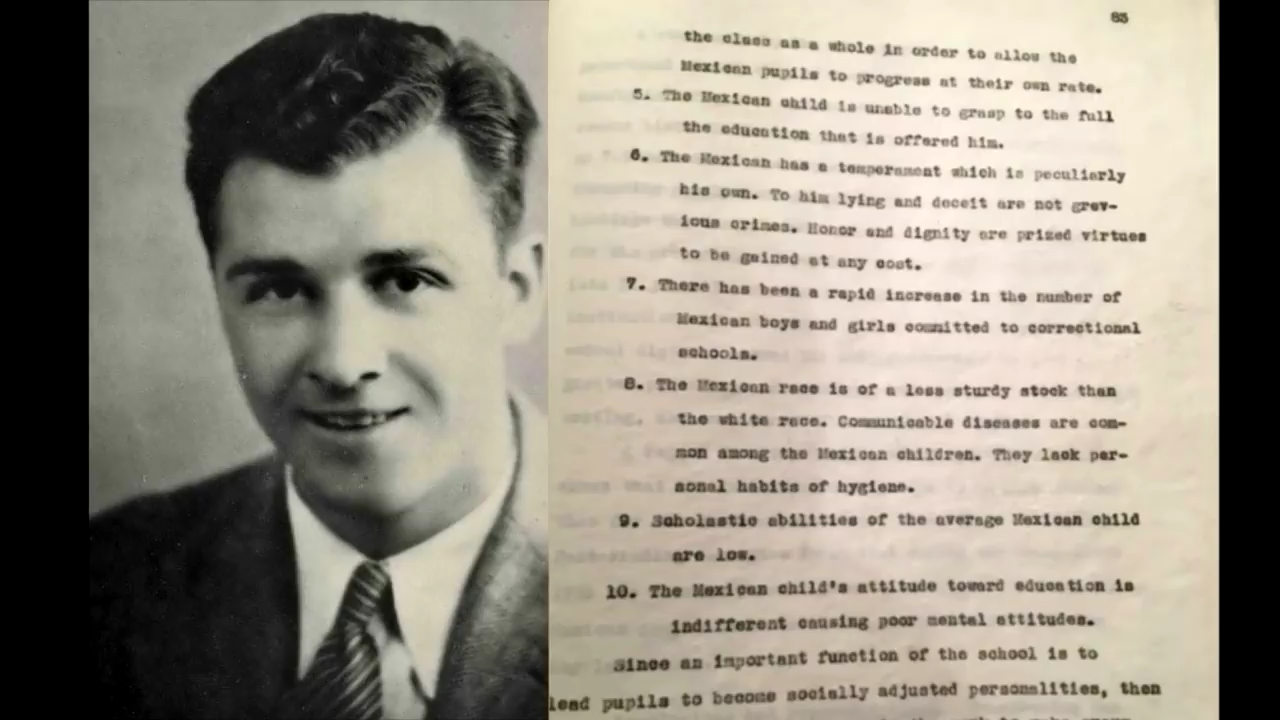 83
the class as a whole in order to allow the
Mexican pupils to progress at their own rate.
5. The Mexican child is unable to grasp to the full
the education that is offered him.
6. The Mexican has a temperament which is peculiarly
his own. To him lying and deceit are not grev-
ious crimes. Honor and dignity are prized virtues
to be gained at any cost.
7. There has been a rapid increase in the number of
Mexican boys and girls committed to correctional
schools.
8. The Mexican race is of a less sturdy stock than
the white race. Communicable diseases are com-
mon among the Mexican children. They lack per-
sonal habits of hygiene.
9. Scholastic abilities of the average Mexican child
are low.
10. The Mexican child's attitude toward education is
indifferent causing poor mental attitudes.
Since an important function of the school is to
lead pupils to become socially adjusted personalities, then